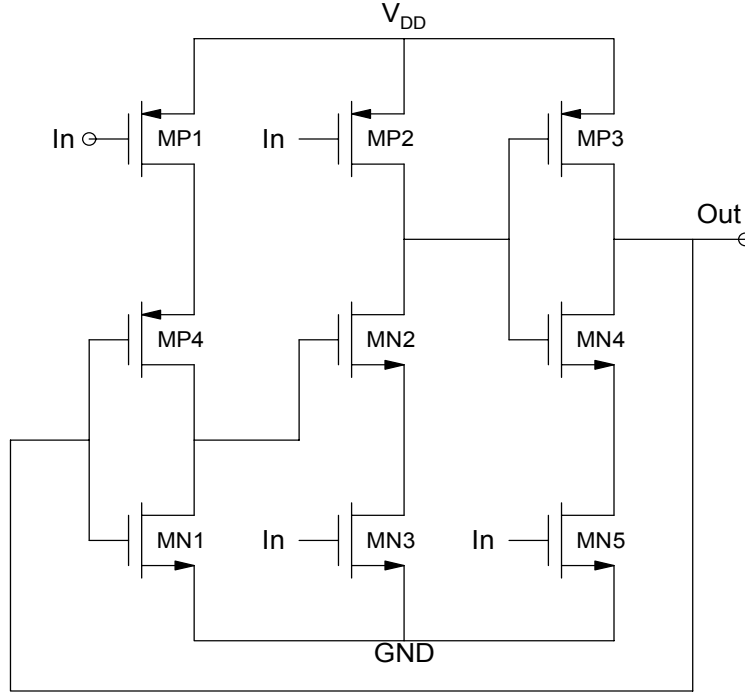 VDD
In MP1 In MP2 MP3
Out
MP4 MN2 MN4
MN1 In MN3 In MN5
GND